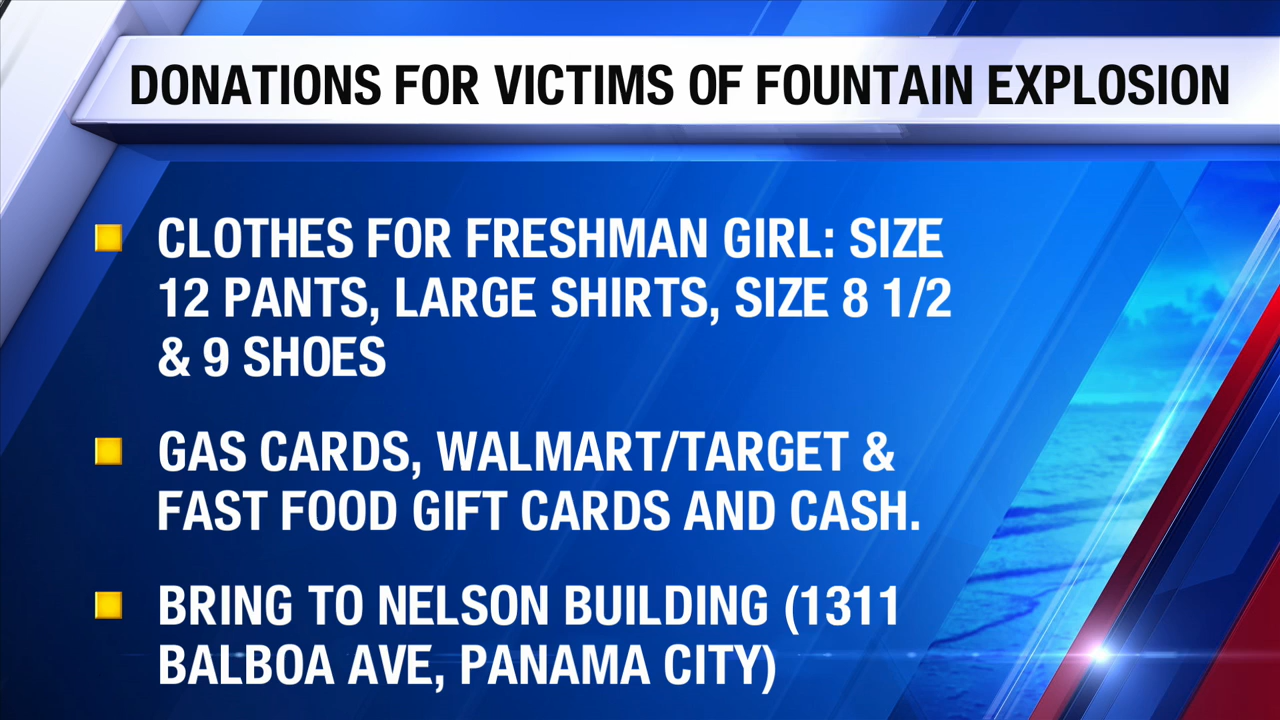 DONATIONS FOR VICTIMS OF FOUNTAIN EXPLOSION
CLOTHES FOR FRESHMAN GIRL: SIZE
12 PANTS, LARGE SHIRTS, SIZE 8 1/2
& 9 SHOES
GAS CARDS, WALMART/TARGET &
FAST FOOD GIFT CARDS AND CASH.
BRING TO NELSON BUILDING (1311
BALBOA AVE, PANAMA CITY)